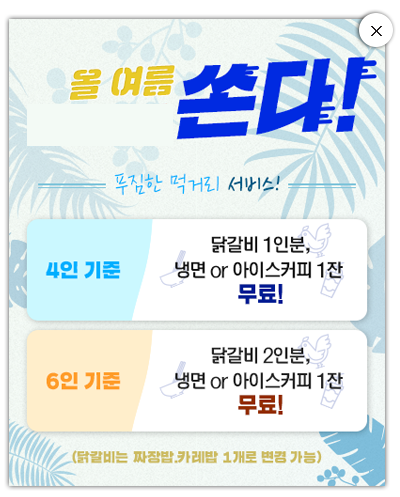 올 여름 쏜다!
푸짐한 먹거리 서비스!
4인 기준
닭갈비 1인분,
냉면 or 아이스커피 1잔
무료!
6인 기준
닭갈비 2인분,
냉면 or 아이스커피 1잔
무료!
(닭갈비는 짜장밥,카레밥 1개로 변경 가능)